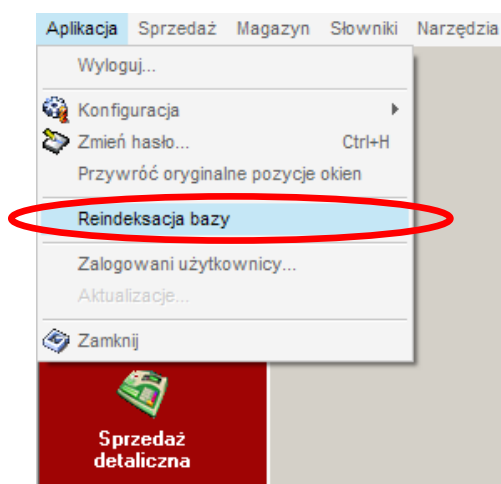 Aplikacja Sprzedaż Magazyn Słowniki Narzędzia
Wyloguj...
Konfiguracja
Zmień hasło... Ctrl+H
Przywróć oryginalne pozycje okien
Reindeksacja bazy
Zalogowani użytkownicy...
Aktualizacje...
Zamknij
Sprzedaż
detaliczna